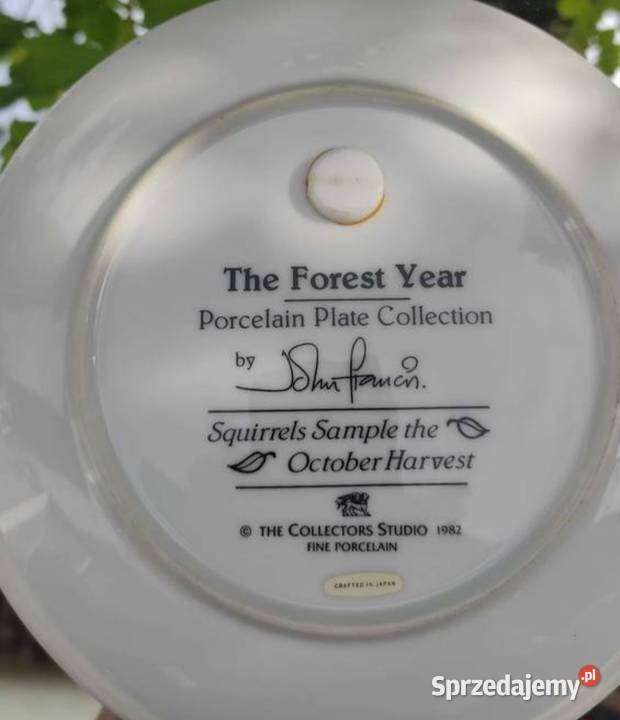 The Forest Year
Porcelain Plate Collection
by John Francis.
Squirrels Sample the
October Harvest
© THE COLLECTORS STUDIO 1982
FINE PORCELAIN
CRAFTED IN JAPAN
Sprzedajemy.pl